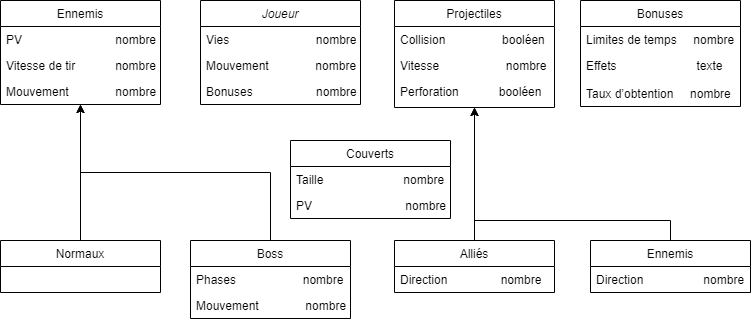 Ennemis
PV nombre
Vitesse de tir nombre
Mouvement nombre
Joueur
Vies nombre
Mouvement nombre
Bonuses nombre
Projectiles
Collision booléen
Vitesse nombre
Perforation booléen
Bonuses
Limites de temps nombre
Effets texte
Taux d'obtention nombre
Couverts
Taille nombre
PV nombre
Normaux
Boss
Phases nombre
Mouvement nombre
Alliés
Direction nombre
Ennemis
Direction nombre